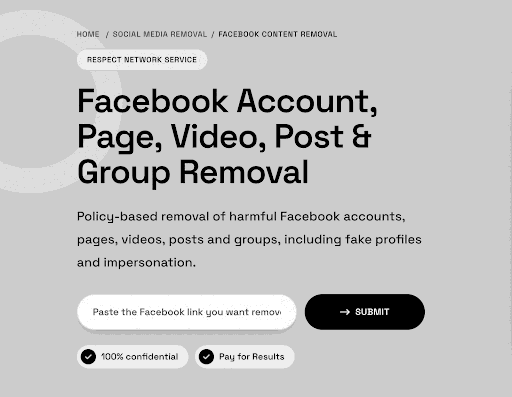 HOME / SOCIAL MEDIA REMOVAL / FACEBOOK CONTENT REMOVAL
RESPECT NETWORK SERVICE
Facebook Account,
Page, Video, Post &
Group Removal
Policy-based removal of harmful Facebook accounts,
pages, videos, posts and groups, including fake profiles
and impersonation.
Paste the Facebook link you want remov
→ SUBMIT
100% confidential
Pay for Results